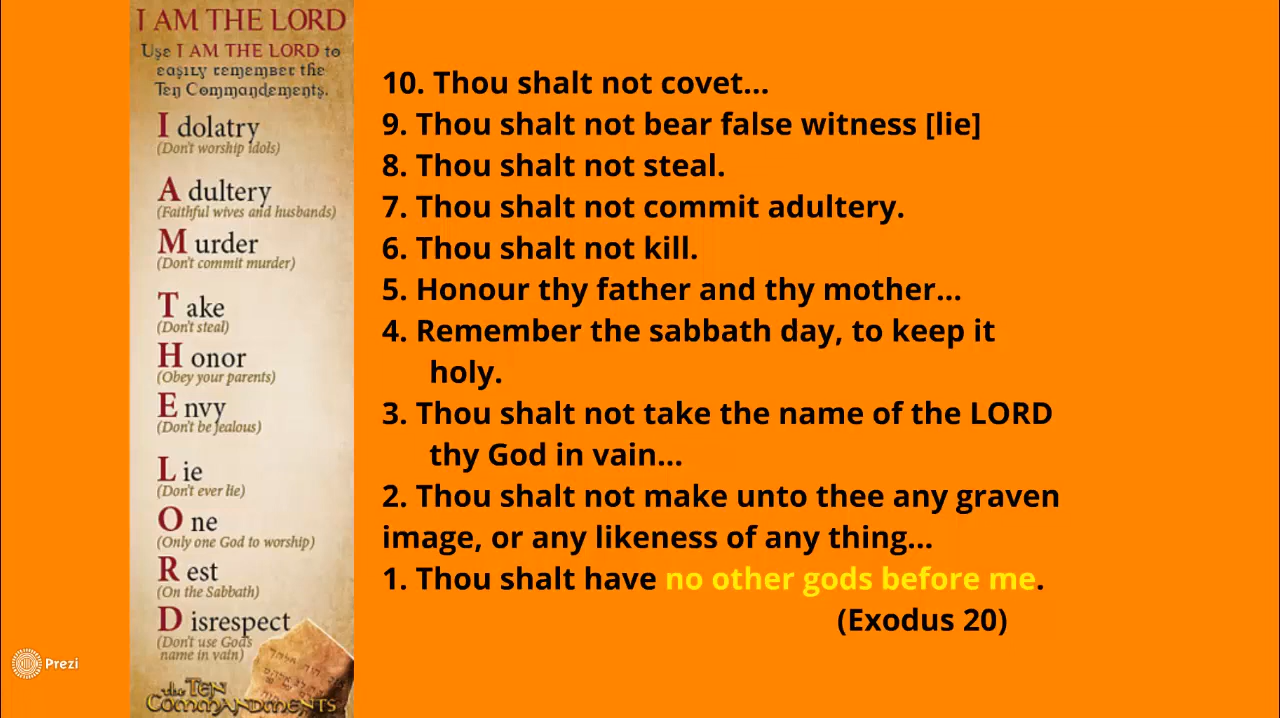 I AM THE LORD
Use I AM THE LORD to
easily remember the
Ten Commandements.
I dolatry
(Don't worship idols)
A dultery
(Faithful wives and husbands)
M urder
(Don't commit murder)
T ake
(Don't steal)
H onor
(Obey your parents)
E nvy
(Don't be jealous)
L ie
(Don't ever lie)
O ne
(Only one God to worship)
R est
(On the Sabbath)
D isrespect
(Don't use God's
name in vain)
the TEN
COMMANDMENTS
10. Thou shalt not covet...
9. Thou shalt not bear false witness [lie]
8. Thou shalt not steal.
7. Thou shalt not commit adultery.
6. Thou shalt not kill.
5. Honour thy father and thy mother...
4. Remember the sabbath day, to keep it
holy.
3. Thou shalt not take the name of the LORD
thy God in vain...
2. Thou shalt not make unto thee any graven
image, or any likeness of any thing...
1. Thou shalt have no other gods before me.
(Exodus 20)
Prezi